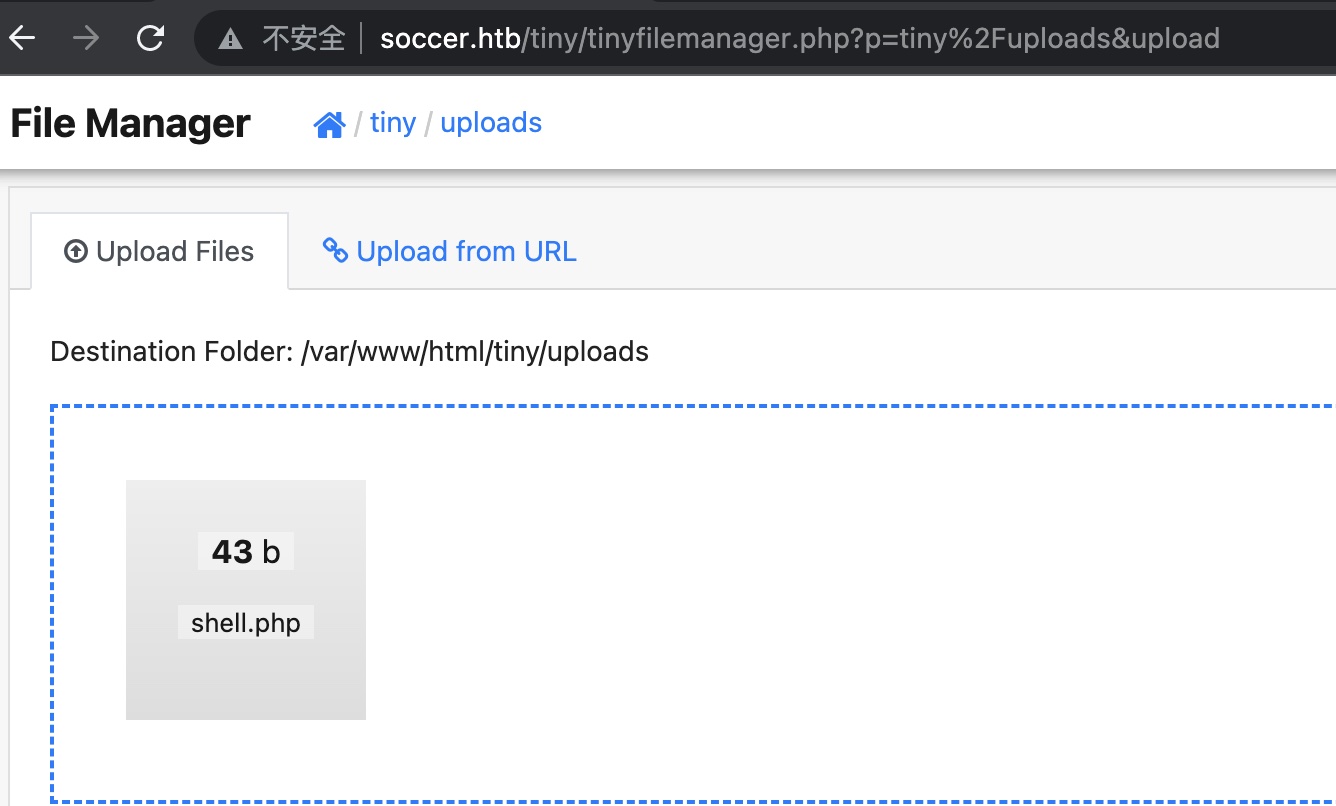 不安全 soccer.htb/tiny/tinyfilemanager.php?p=tiny%2Fuploads&upload
File Manager / tiny / uploads
Upload Files Upload from URL
Destination Folder: /var/www/html/tiny/uploads
43 b
shell.php